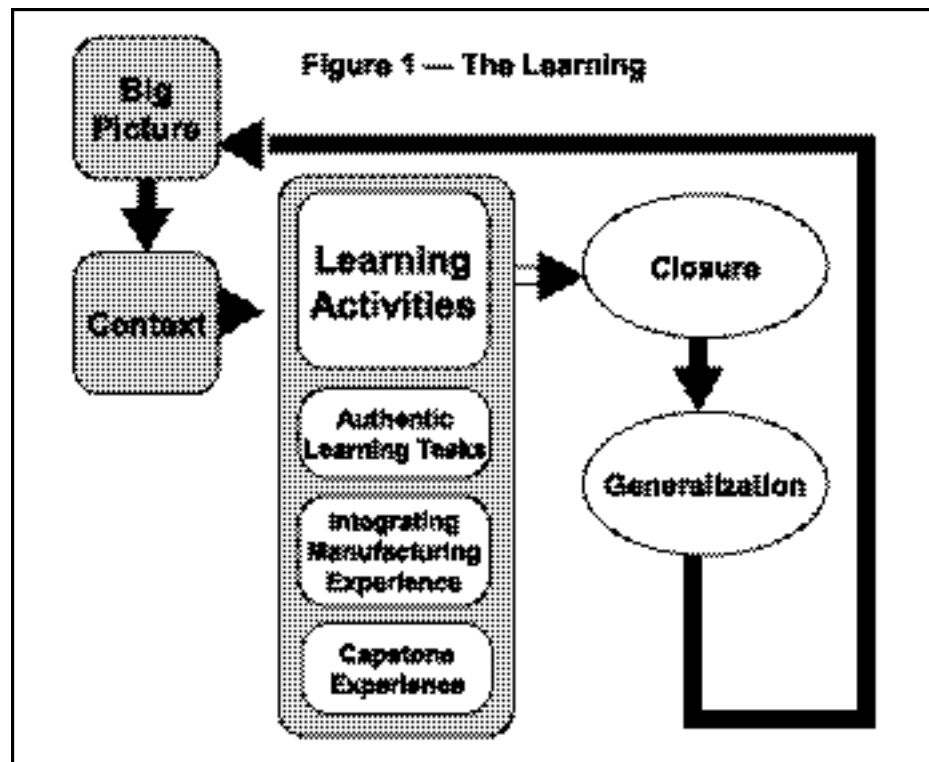 Figure 1 — The Learning
Big
Picture
Context
Learning
Activities
Authentic
Learning Tasks
Integrating
Manufacturing
Experience
Capstone
Experience
Closure
Generalization